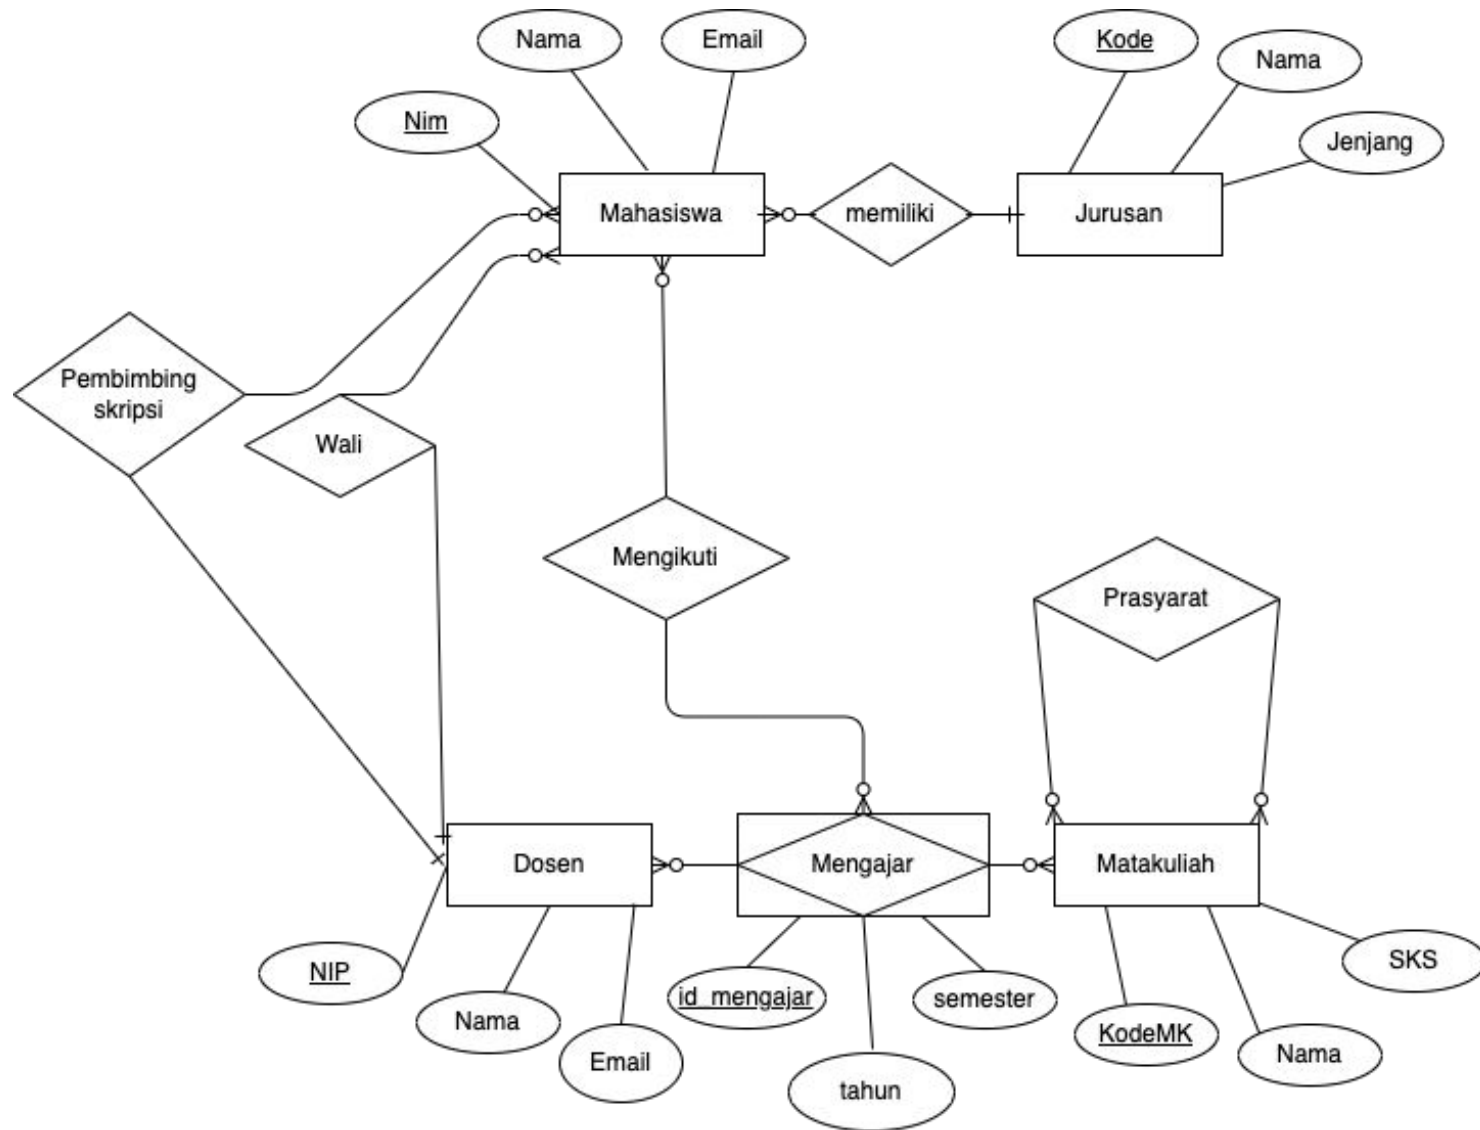 Nama
Email
Kode
Nama
Nim
Jenjang
Mahasiswa
memiliki
Jurusan
Pembimbing
skripsi
Wali
Mengikuti
Prasyarat
Dosen
Mengajar
Matakuliah
NIP
Nama
Email
id_mengajar
tahun
semester
KodeMK
Nama
SKS